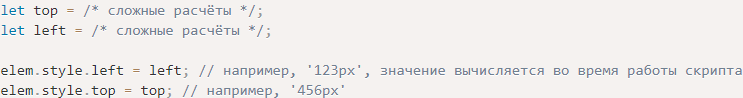 let top = /* сложные расчёты */;
let left = /* сложные расчёты */;
elem.style.left = left; // например, '123px', значение вычисляется во время работы скрипта
elem.style.top = top; // например, '456px'